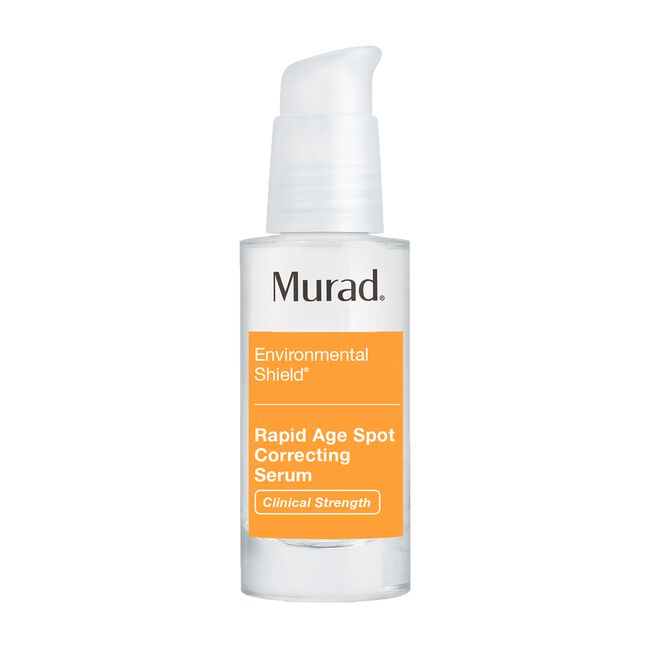 Murad®
Environmental
Shield®
Rapid Age Spot
Correcting
Serum
Clinical Strength